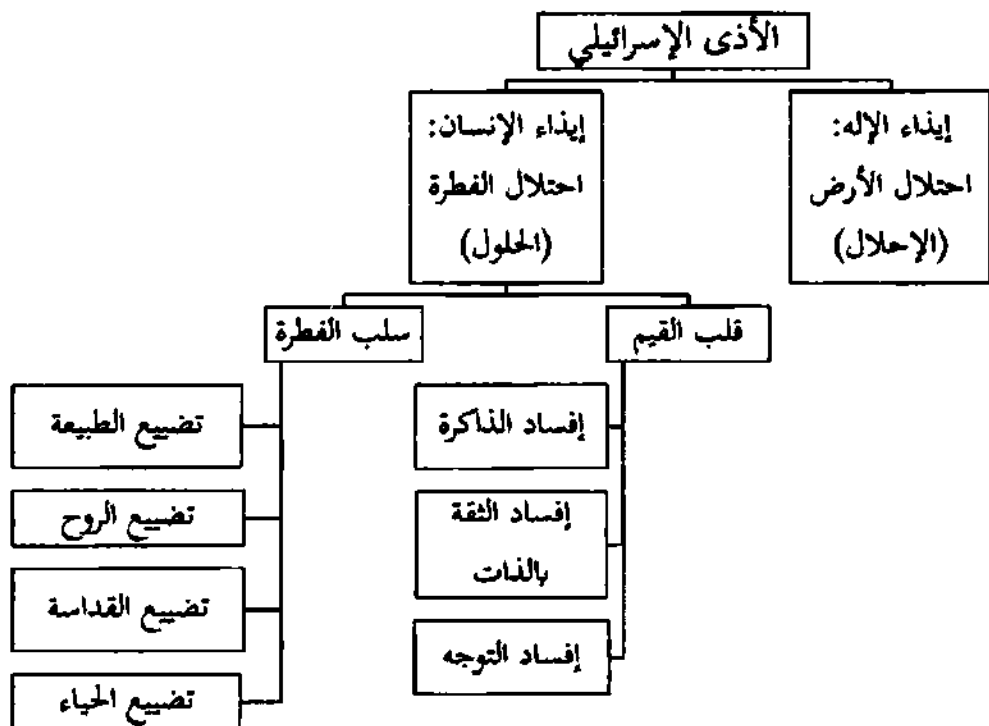 الأذى الإسرائيلي
إيذاء الإله:
احتلال الأرض
(الإحلال)
إيذاء الإنسان:
احتلال الفطرة
(الحلول)
قلب القيم
إفساد الذاكرة
إفساد الثقة
بالذات
إفساد التوجه
سلب الفطرة
تضييع الطبيعة
تضييع الروح
تضييع القداسة
تضييع الحياء